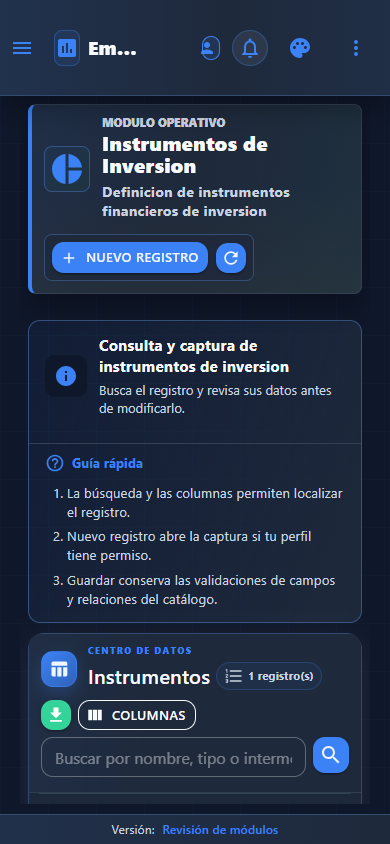 Em...
MODULO OPERATIVO
Instrumentos de
Inversion
Definicion de instrumentos
financieros de inversion
NUEVO REGISTRO
Consulta y captura de
instrumentos de inversion
Busca el registro y revisa sus datos antes
de modificarlo.
Guía rápida
1. La búsqueda y las columnas permiten localizar
el registro.
2. Nuevo registro abre la captura si tu perfil
tiene permiso.
3. Guardar conserva las validaciones de campos
y relaciones del catálogo.
CENTRO DE DATOS
Instrumentos
1 registro(s)
COLUMNAS
Buscar por nombre, tipo o interm
Versión: Revisión de módulos